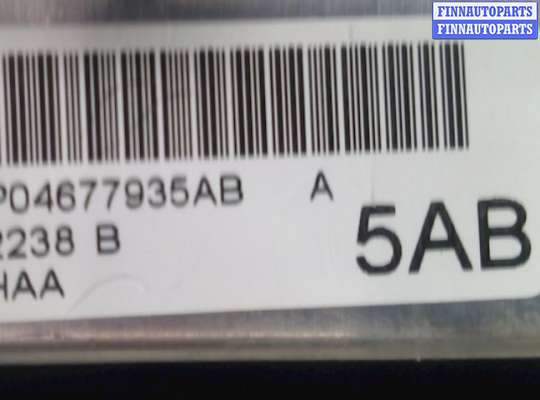 FINNAUTOPARTS
FINNAUTOPARTS
P04677935AB A
2238 B
HAA
5AB